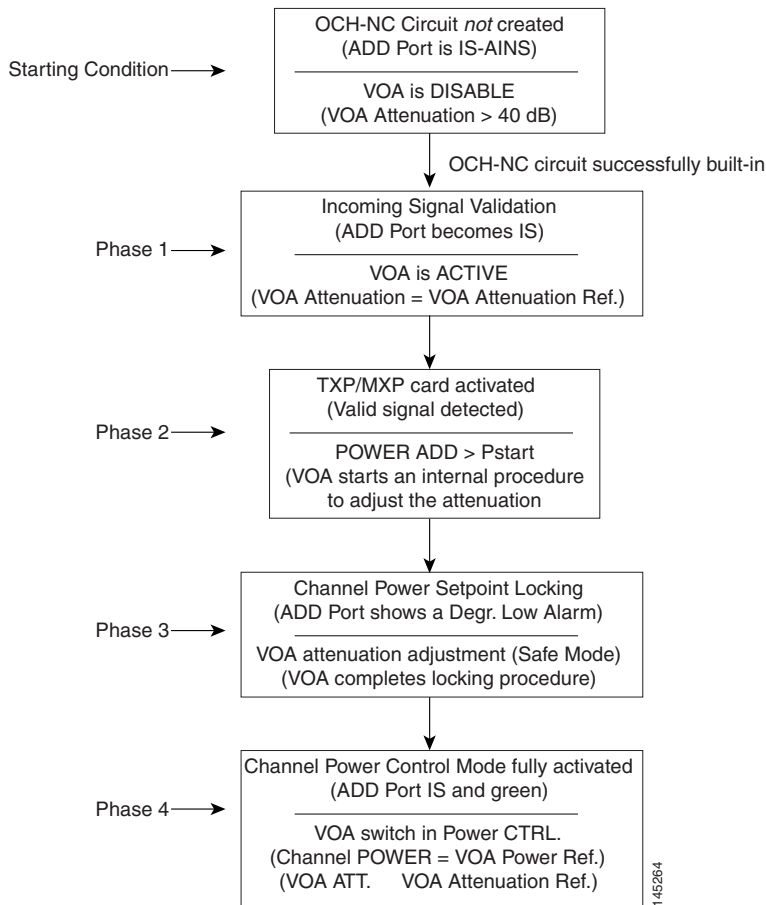 OCH-NC Circuit not created
(ADD Port is IS-AINS)
Starting Condition
VOA is DISABLE
(VOA Attenuation > 40 dB)
OCH-NC circuit successfully built-in
Incoming Signal Validation
(ADD Port becomes IS)
Phase 1
VOA is ACTIVE
(VOA Attenuation = VOA Attenuation Ref.)
TXP/MXP card activated
(Valid signal detected)
Phase 2
POWER ADD > Pstart
(VOA starts an internal procedure
to adjust the attenuation
Channel Power Setpoint Locking
(ADD Port shows a Degr. Low Alarm)
Phase 3
VOA attenuation adjustment (Safe Mode)
(VOA completes locking procedure)
Channel Power Control Mode fully activated
(ADD Port IS and green)
Phase 4
VOA switch in Power CTRL.
(Channel POWER = VOA Power Ref.)
(VOA ATT. VOA Attenuation Ref.)
145264